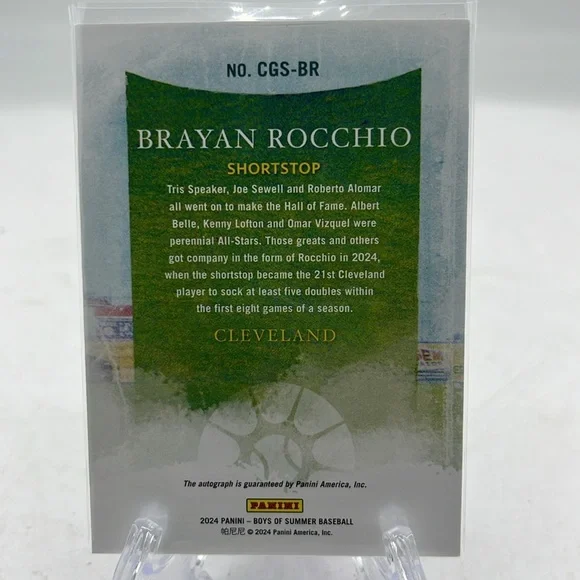 NO. CGS-BR
BRAYAN ROCCHIO
SHORTSTOP
Tris Speaker, Joe Sewell and Roberto Alomar
all went on to make the Hall of Fame. Albert
Belle, Kenny Lofton and Omar Vizquel were
perennial All-Stars. Those greats and others
got company in the form of Rocchio in 2024,
when the shortstop became the 21st Cleveland
player to sock at least five doubles within
the first eight games of a season.
CLEVELAND
The autograph is guaranteed by Panini America, Inc.
PANINI
2024 PANINI – BOYS OF SUMMER BASEBALL
帕尼尼 © 2024 Panini America, Inc.